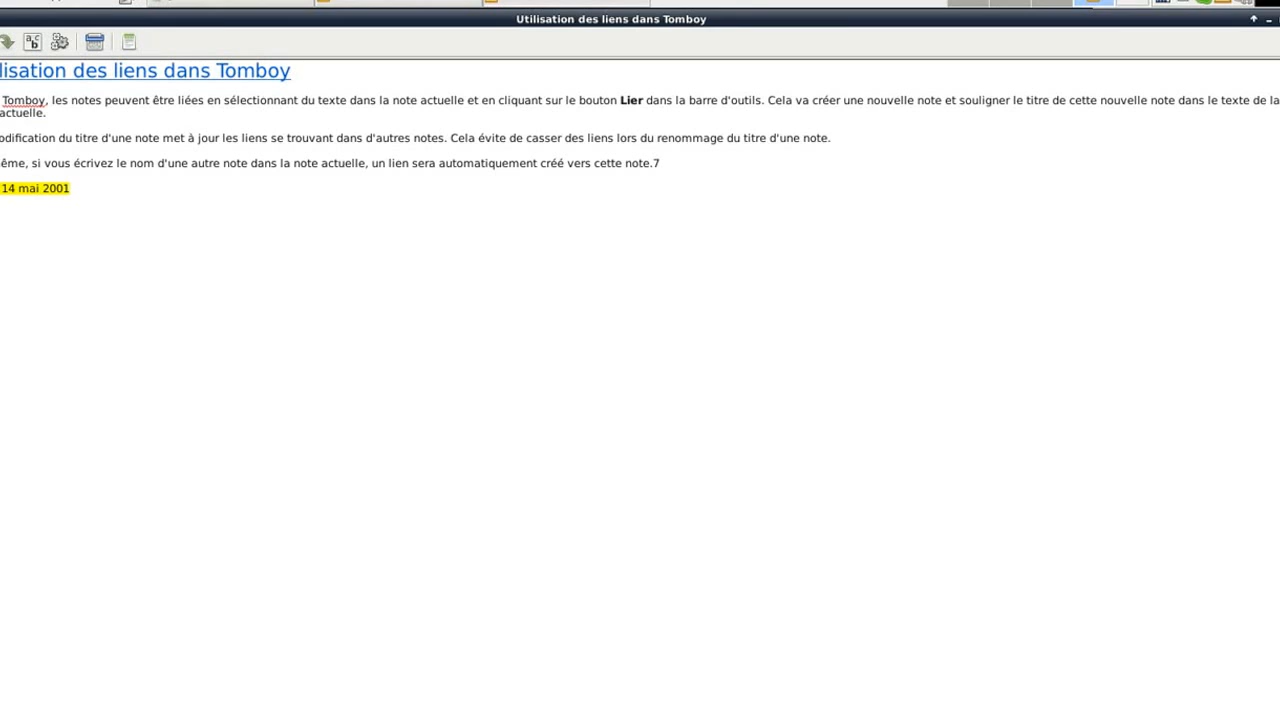 Utilisation des liens dans Tomboy
lisation des liens dans Tomboy
Tomboy, les notes peuvent être liées en sélectionnant du texte dans la note actuelle et en cliquant sur le bouton Lier dans la barre d'outils. Cela va créer une nouvelle note et souligner le titre de cette nouvelle note dans le texte de la
actuelle.
odification du titre d'une note met à jour les liens se trouvant dans d'autres notes. Cela évite de casser des liens lors du renommage du titre d'une note.
ême, si vous écrivez le nom d'une autre note dans la note actuelle, un lien sera automatiquement créé vers cette note.7
14 mai 2001